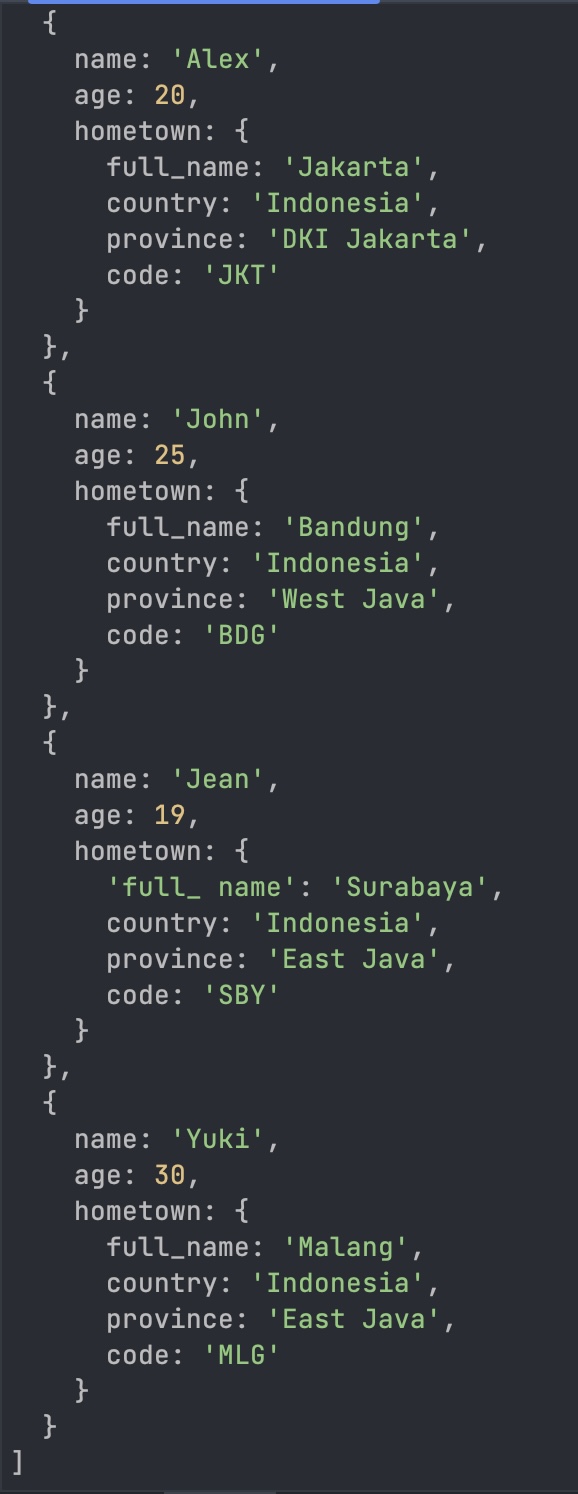 {
name: 'Alex',
age: 20,
hometown: {
full_name: 'Jakarta',
country: 'Indonesia',
province: 'DKI Jakarta',
code: 'JKT'
}
},
{
name: 'John',
age: 25,
hometown: {
full_name: 'Bandung',
country: 'Indonesia',
province: 'West Java',
code: 'BDG'
}
},
{
name: 'Jean',
age: 19,
hometown: {
'full_ name': 'Surabaya',
country: 'Indonesia',
province: 'East Java',
code: 'SBY'
}
},
{
name: 'Yuki',
age: 30,
hometown: {
full_name: 'Malang',
country: 'Indonesia',
province: 'East Java',
code: 'MLG'
}
}
]